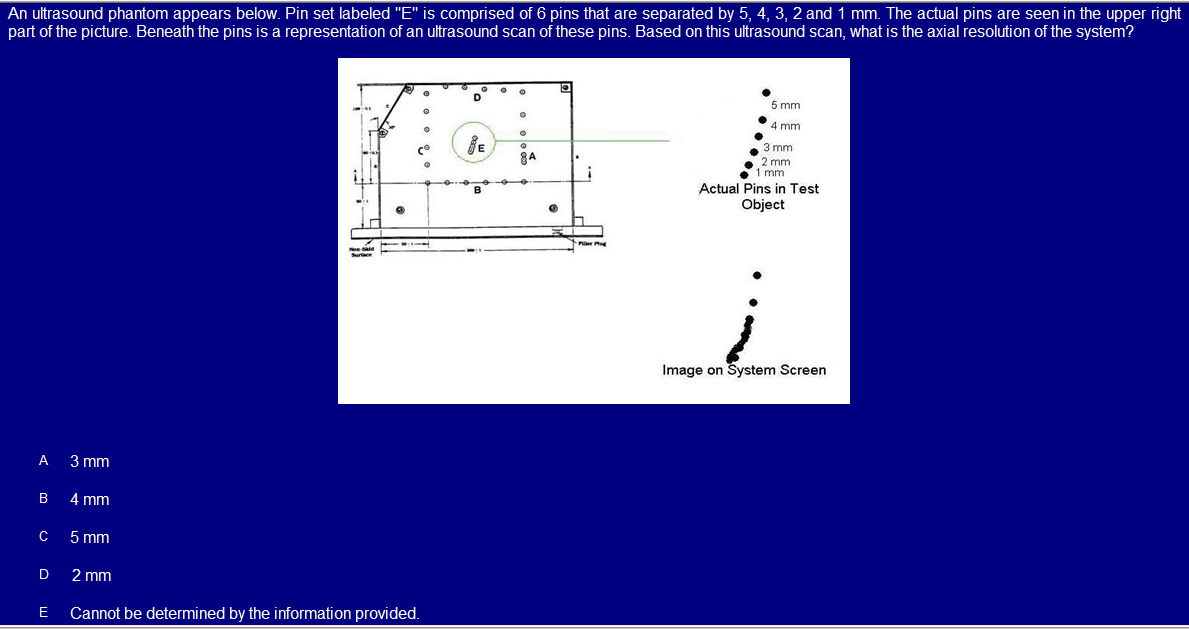 An ultrasound phantom appears below. Pin set labeled "E" is comprised of 6 pins that are separated by 5, 4, 3, 2 and 1 mm. The actual pins are seen in the upper right
part of the picture. Beneath the pins is a representation of an ultrasound scan of these pins. Based on this ultrasound scan, what is the axial resolution of the system?
D
C
E
A
B
Non-Skid
Surface
Filler Plug
5 mm
4 mm
3 mm
2 mm
1 mm
Actual Pins in Test
Object
Image on System Screen
A 3 mm
B 4 mm
C 5 mm
D 2 mm
E Cannot be determined by the information provided.